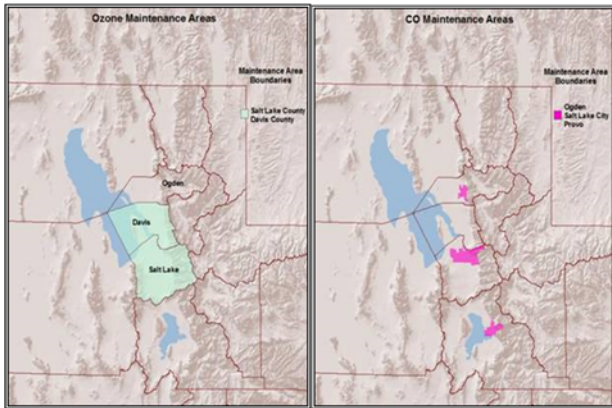 Ozone Maintenance Areas
Maintenance Area
Boundaries
Salt Lake County
Davis County
Ogden
Davis
Salt Lake
CO Maintenance Areas
Maintenance Area
Boundaries
Ogden
Salt Lake City
Provo